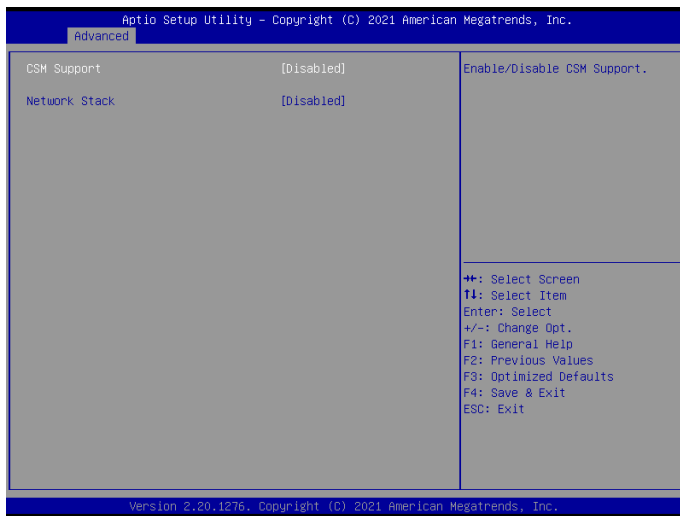 Aptio Setup Utility – Copyright (C) 2021 American Megatrends, Inc.
Advanced
CSM Support [Disabled]
Network Stack [Disabled]
Enable/Disable CSM Support.
→←: Select Screen
↑↓: Select Item
Enter: Select
+/-: Change Opt.
F1: General Help
F2: Previous Values
F3: Optimized Defaults
F4: Save & Exit
ESC: Exit
Version 2.20.1276. Copyright (C) 2021 American Megatrends, Inc.